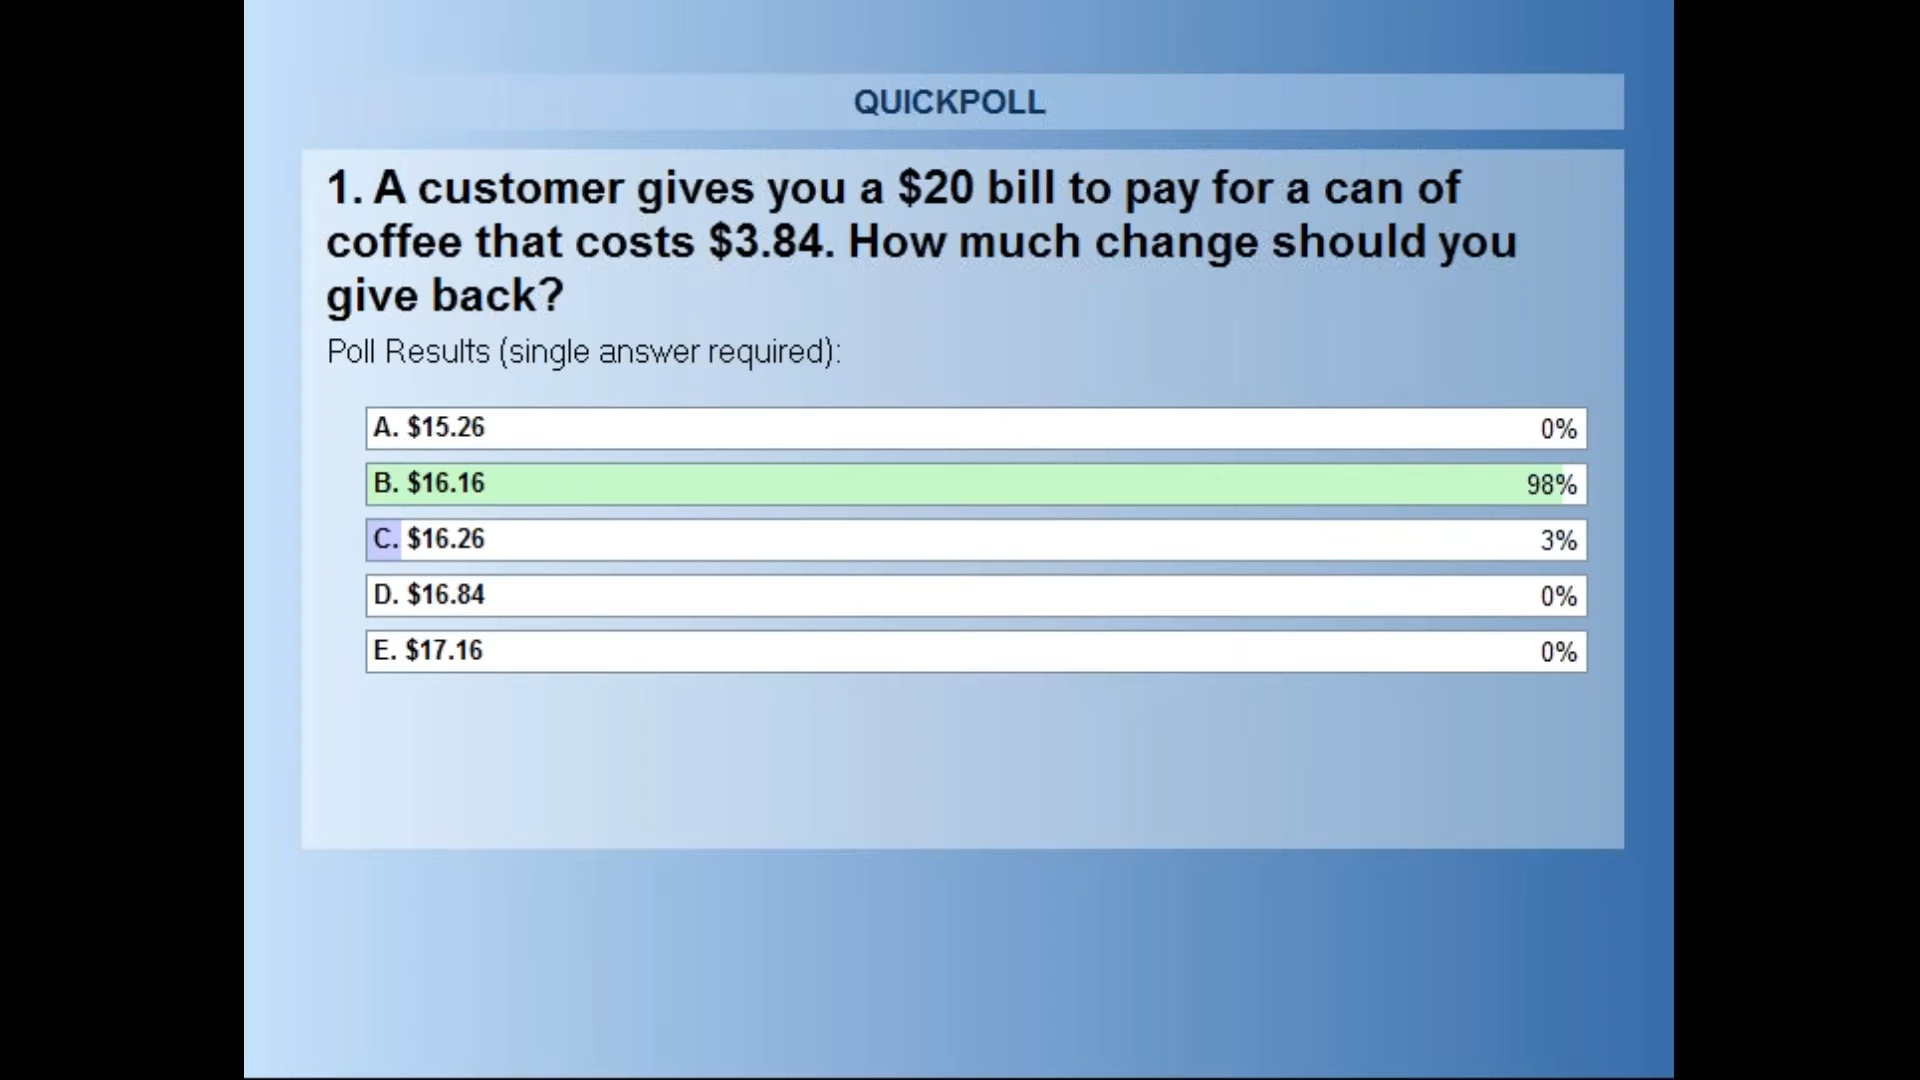 QUICKPOLL
1. A customer gives you a $20 bill to pay for a can of
coffee that costs $3.84. How much change should you
give back?
Poll Results (single answer required):
A. $15.26 0%
B. $16.16 98%
C. $16.26 3%
D. $16.84 0%
E. $17.16 0%